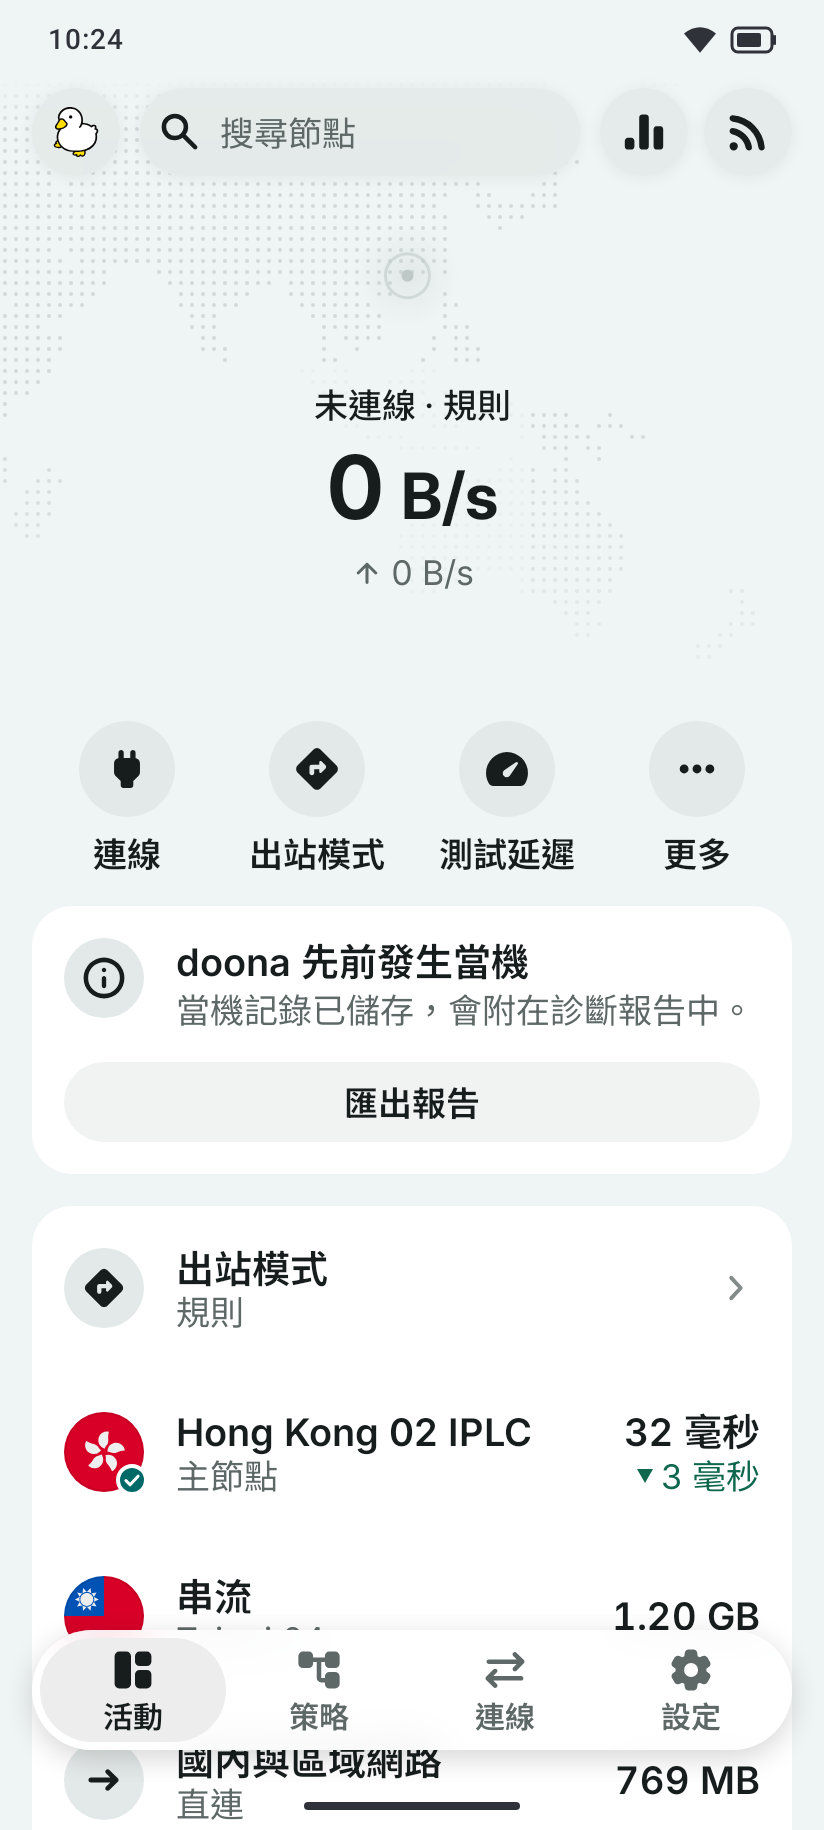 10:24
搜尋節點
未連線 · 規則
0 B/s
↑ 0 B/s
連線
出站模式
測試延遲
更多
doona 先前發生當機
當機記錄已儲存，會附在診斷報告中。
匯出報告
出站模式
規則
Hong Kong 02 IPLC
32 毫秒
主節點
▼3 毫秒
串流
1.20 GB
活動
策略
連線
設定
國內與區域網路
769 MB
直連